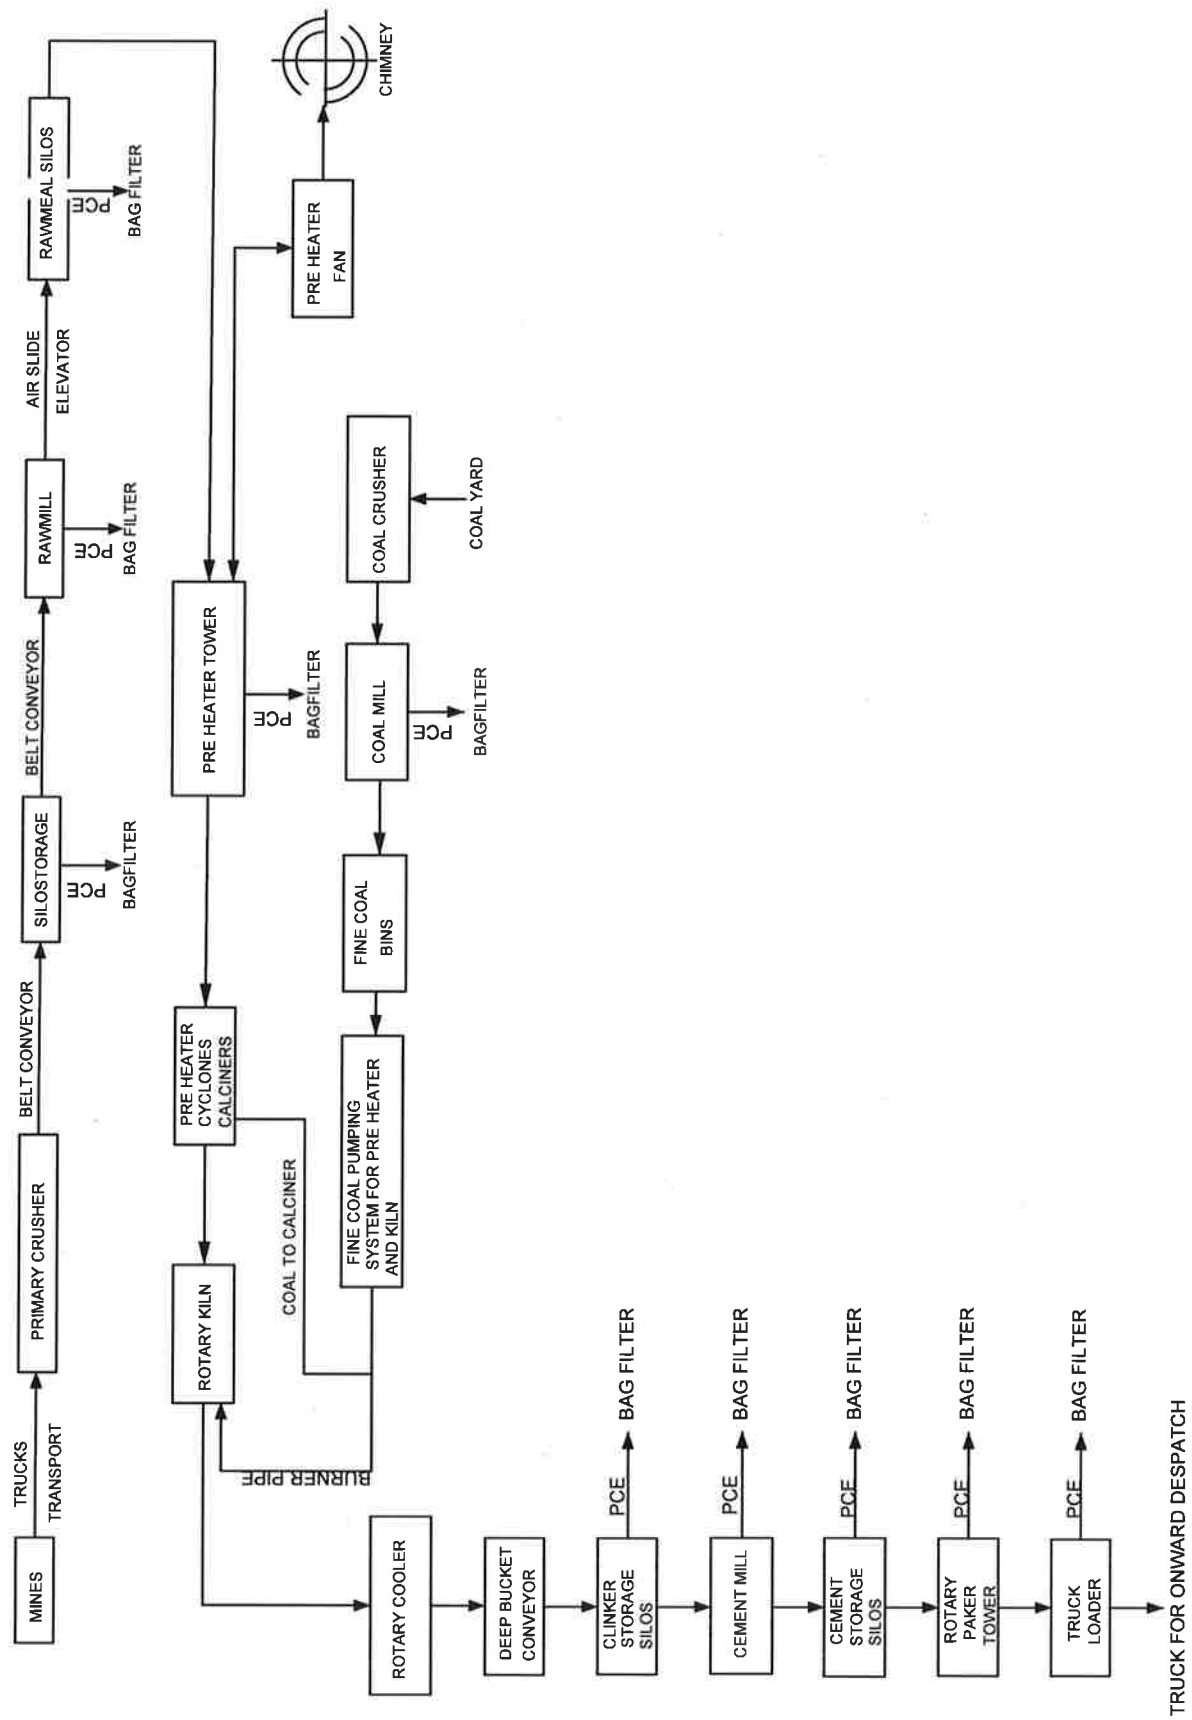 MINES
TRUCKS
TRANSPORT
PRIMARY CRUSHER
BELT CONVEYOR
SILOSTORAGE
PCE
BAGFILTER
BELT CONVEYOR
RAWMILL
PCE
BAG FILTER
AIR SLIDE
ELEVATOR
RAWMEAL SILOS
PCE
BAG FILTER
CHIMNEY
PRE HEATER
FAN
PRE HEATER TOWER
PCE
BAGFILTER
PRE HEATER
CYCLONES
CALCINERS
ROTARY KILN
COAL TO CALCINER
BURNER PIPE
COAL YARD
COAL CRUSHER
COAL MILL
PCE
BAGFILTER
FINE COAL
BINS
FINE COAL PUMPING
SYSTEM FOR PRE HEATER
AND KILN
ROTARY COOLER
DEEP BUCKET
CONVEYOR
CLINKER
STORAGE
SILOS
PCE
BAG FILTER
CEMENT MILL
PCE
BAG FILTER
CEMENT
STORAGE
SILOS
PCE
BAG FILTER
ROTARY
PAKER
TOWER
PCE
BAG FILTER
TRUCK
LOADER
PCE
BAG FILTER
TRUCK FOR ONWARD DESPATCH